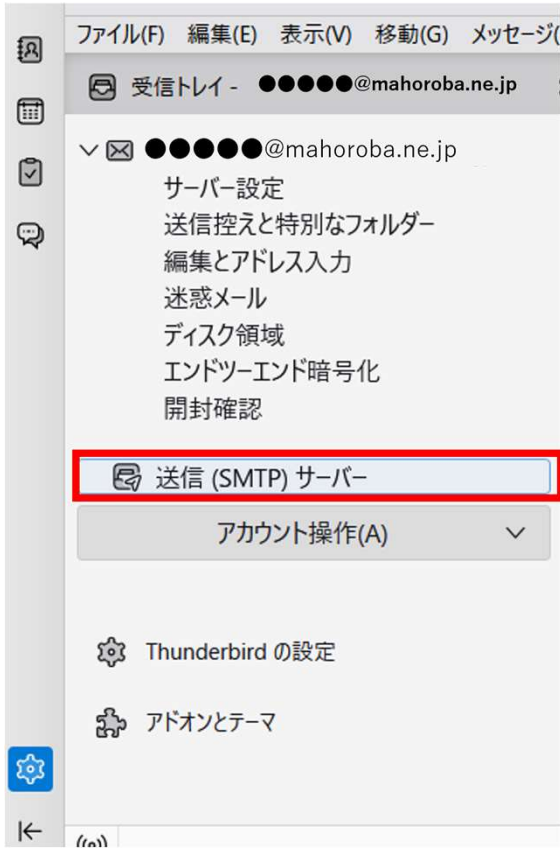 ファイル(F) 編集(E) 表示(V) 移動(G) メッセージ(
受信トレイ - ●●●●●@mahoroba.ne.jp
●●●●●@mahoroba.ne.jp
サーバー設定
送信控えと特別なフォルダー
編集とアドレス入力
迷惑メール
ディスク領域
エンドツーエンド暗号化
開封確認
送信 (SMTP) サーバー
アカウント操作(A)
Thunderbird の設定
アドオンとテーマ